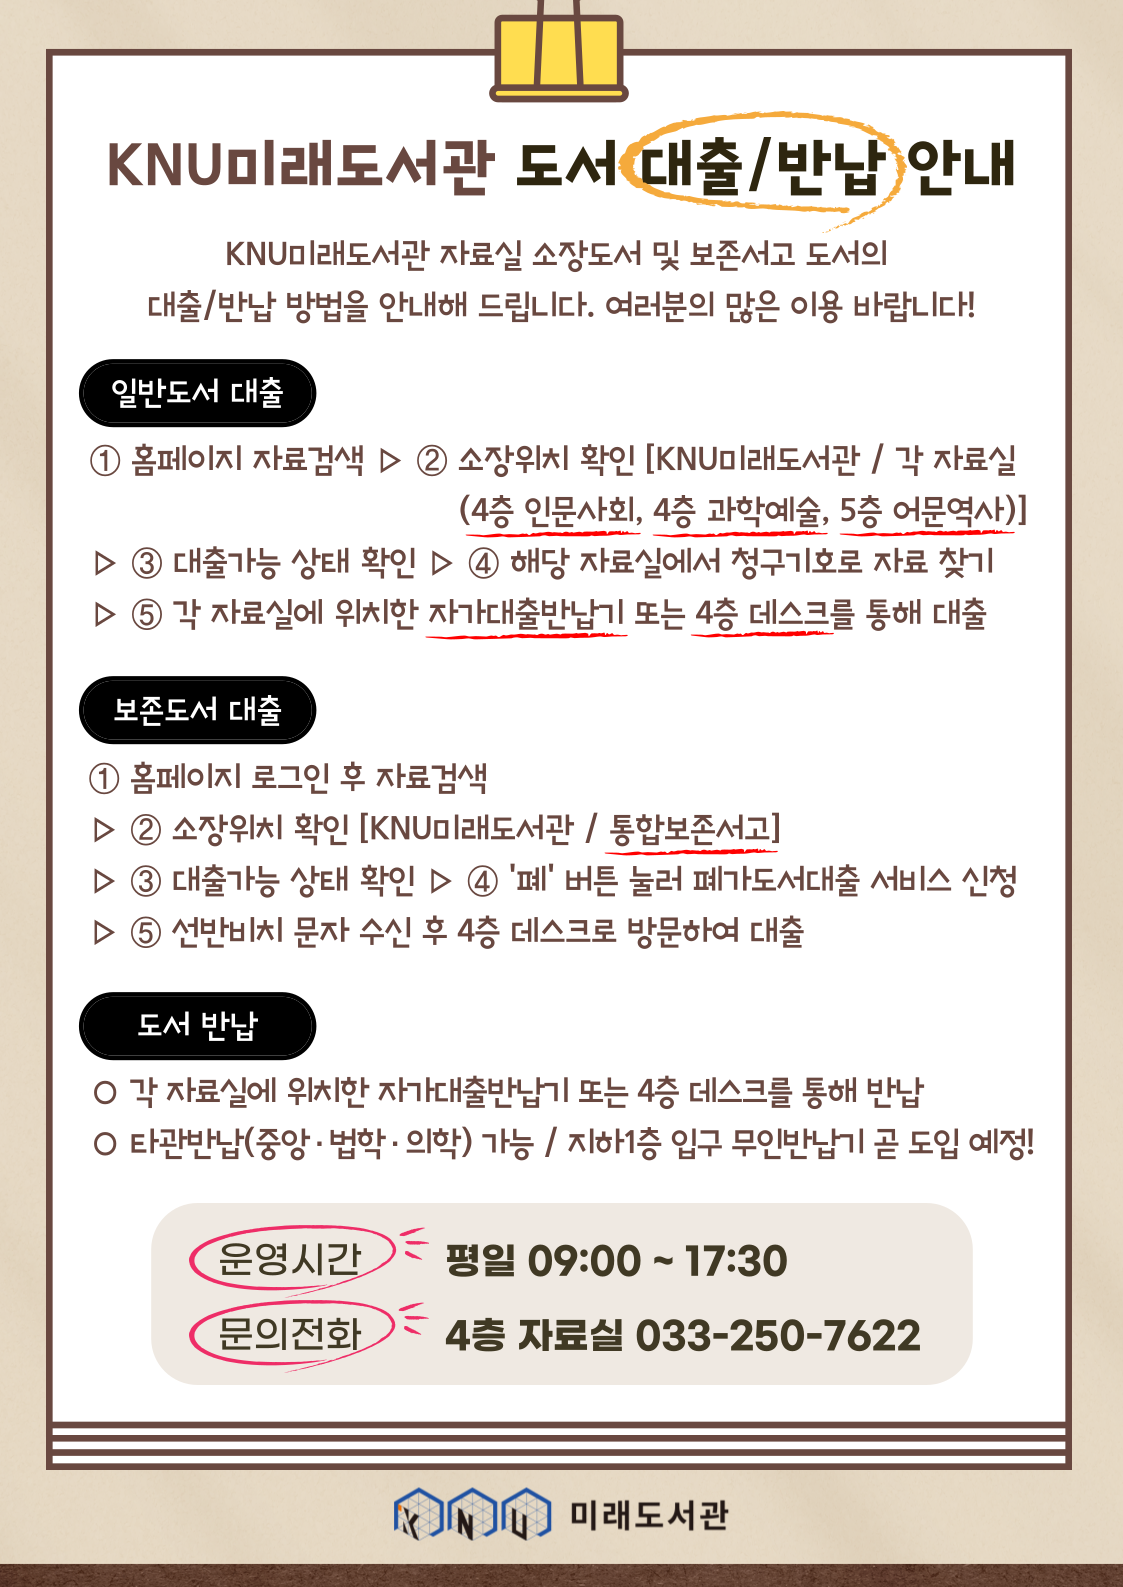 KNU미래도서관 도서 대출/반납 안내
KNU미래도서관 자료실 소장도서 및 보존서고 도서의
대출/반납 방법을 안내해 드립니다. 여러분의 많은 이용 바랍니다!
일반도서 대출
① 홈페이지 자료검색 ▷ ② 소장위치 확인 [KNU미래도서관 / 각 자료실
(4층 인문사회, 4층 과학예술, 5층 어문역사)]
▷ ③ 대출가능 상태 확인 ▷ ④ 해당 자료실에서 청구기호로 자료 찾기
▷ ⑤ 각 자료실에 위치한 자가대출반납기 또는 4층 데스크를 통해 대출
보존도서 대출
① 홈페이지 로그인 후 자료검색
▷ ② 소장위치 확인 [KNU미래도서관 / 통합보존서고]
▷ ③ 대출가능 상태 확인 ▷ ④ '폐' 버튼 눌러 폐가도서대출 서비스 신청
▷ ⑤ 선반비치 문자 수신 후 4층 데스크로 방문하여 대출
도서 반납
○ 각 자료실에 위치한 자가대출반납기 또는 4층 데스크를 통해 반납
○ 타관반납(중앙·법학·의학) 가능 / 지하1층 입구 무인반납기 곧 도입 예정!
운영시간 평일 09:00 ~ 17:30
문의전화 4층 자료실 033-250-7622
KNU 미래도서관